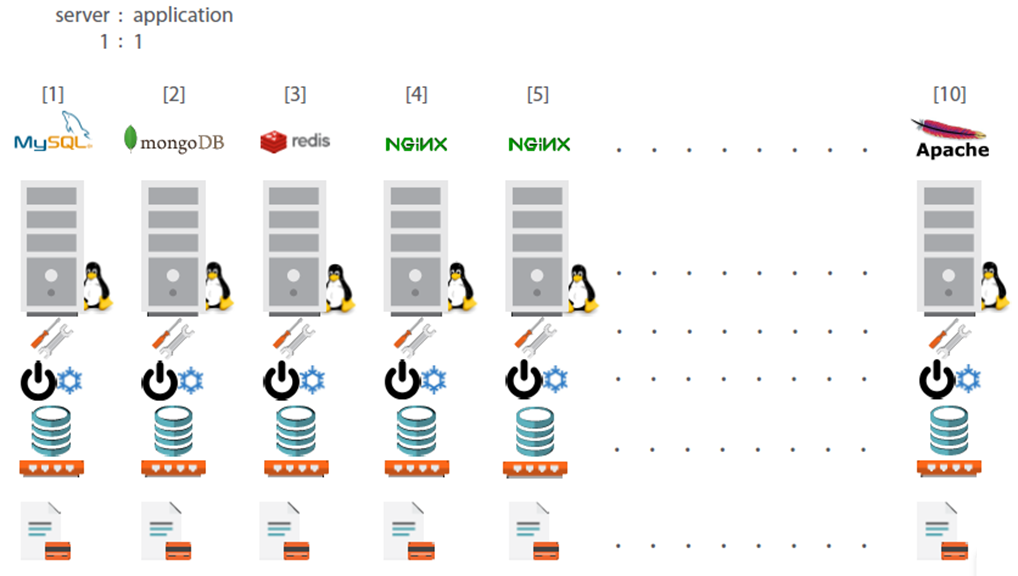 server : application
1 : 1
[1] [2] [3] [4] [5] [10]
MySQL mongoDB redis NGINX NGINX Apache